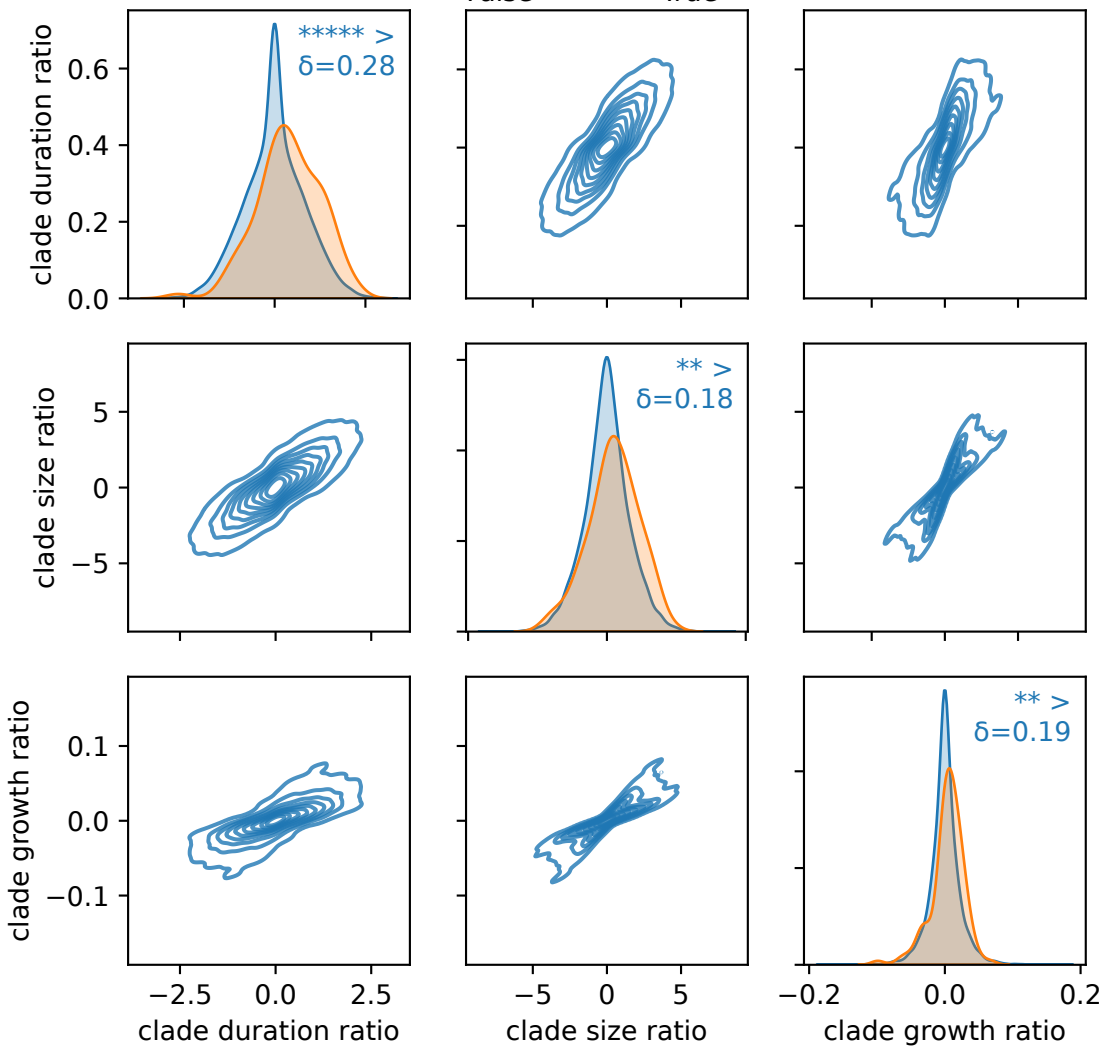 False True
clade duration ratio
0.6
0.4
0.2
0.0
***** >
δ=0.28
clade size ratio
5
0
−5
** >
δ=0.18
clade growth ratio
0.1
0.0
−0.1
** >
δ=0.19
−2.5 0.0 2.5
−5 0 5
−0.2 0.0 0.2
clade duration ratio
clade size ratio
clade growth ratio